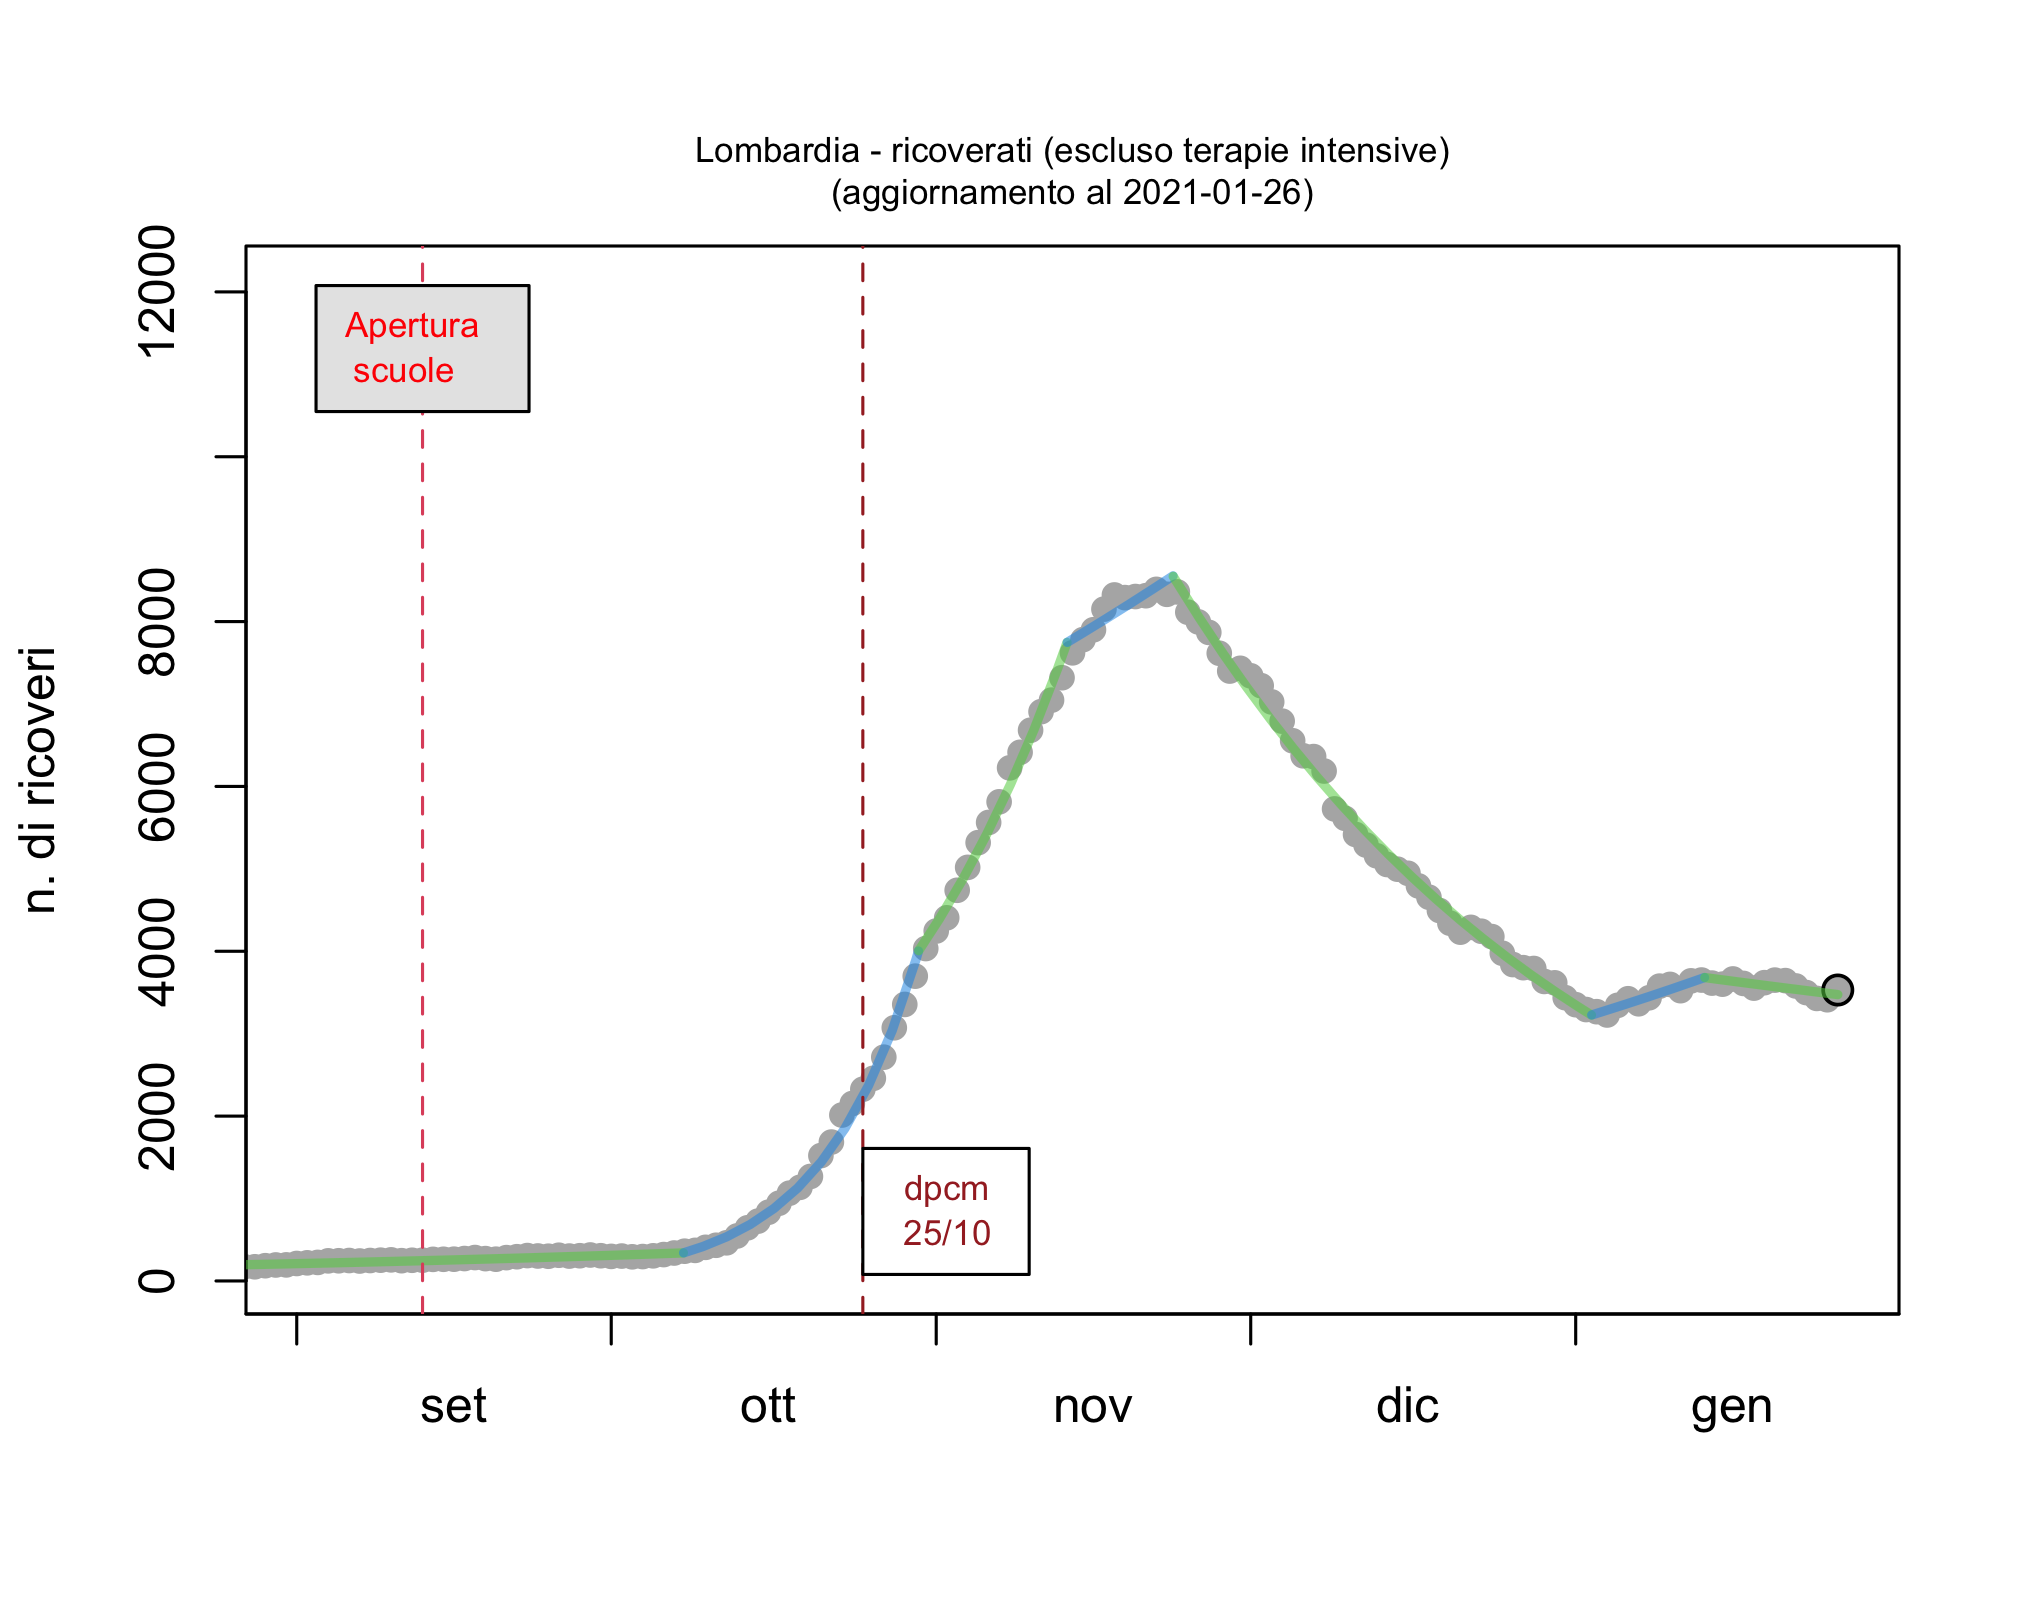 Lombardia - ricoverati (escluso terapie intensive)
(aggiornamento al 2021-01-26)
n. di ricoveri
12000
8000
6000
4000
2000
0
Apertura
scuole
dpcm
25/10
set
ott
nov
dic
gen